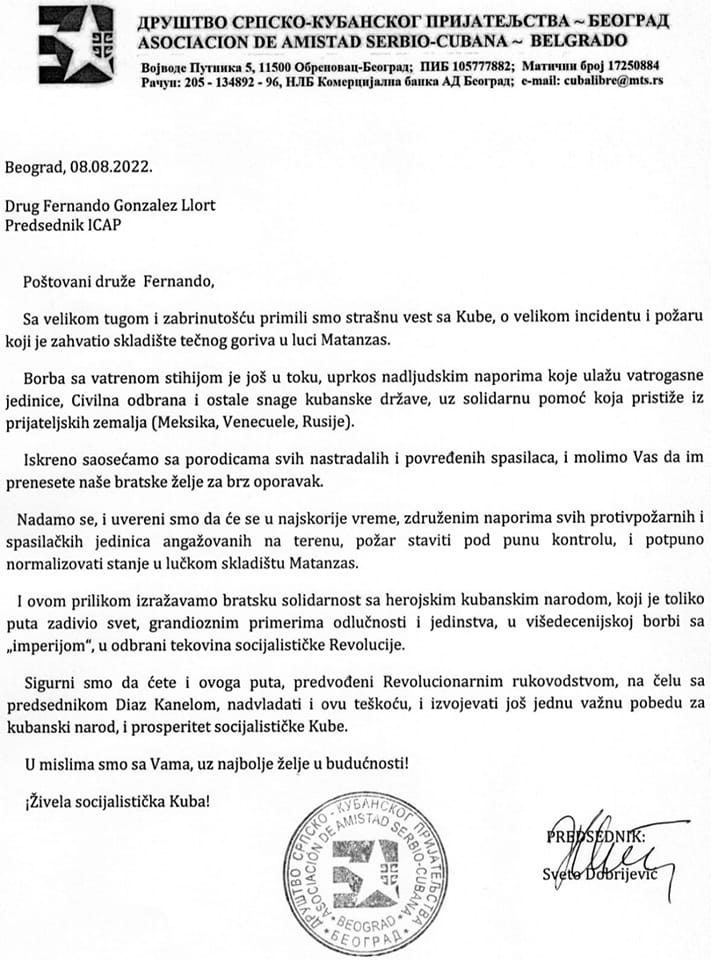 ДРУШТВО СРПСКО-КУБАНСКОГ ПРИЈАТЕЉСТВА ~ БЕОГРАД
ASOCIACION DE AMISTAD SERBIO-CUBANA ~ BELGRADO
Војводе Путника 5, 11500 Обреновац-Београд; ПИБ 105777882; Матични број 17250884
Рачун: 205 - 134892 - 96, НЛБ Комерцијална банка АД Београд; e-mail: cubalibre@mts.rs
Beograd, 08.08.2022.
Drug Fernando Gonzalez Llort
Predsednik ICAP
Poštovani druže Fernando,
Sa velikom tugom i zabrinutošću primili smo strašnu vest sa Kube, o velikom incidentu i požaru
koji je zahvatio skladište tečnog goriva u luci Matanzas.
Borba sa vatrenom stihijom je još u toku, uprkos nadljudskim naporima koje ulažu vatrogasne
jedinice, Civilna odbrana i ostale snage kubanske države, uz solidarnu pomoć koja pristiže iz
prijateljskih zemalja (Meksika, Venecuele, Rusije).
Iskreno saosećamo sa porodicama svih nastradalih i povređenih spasilaca, i molimo Vas da im
prenesete naše bratske želje za brz oporavak.
Nadamo se, i uvereni smo da će se u najskorije vreme, združenim naporima svih protivpožarnih i
spasilačkih jedinica angažovanih na terenu, požar staviti pod punu kontrolu, i potpuno
normalizovati stanje u lučkom skladištu Matanzas.
I ovom prilikom izražavamo bratsku solidarnost sa herojskim kubanskim narodom, koji je toliko
puta zadivio svet, grandioznim primerima odlučnosti i jedinstva, u višedecenijskoj borbi sa
„imperijom“, u odbrani tekovina socijalističke Revolucije.
Sigurni smo da ćete i ovoga puta, predvođeni Revolucionarnim rukovodstvom, na čelu sa
predsednikom Diaz Kanelom, nadvladati i ovu teškoću, i izvojevati još jednu važnu pobedu za
kubanski narod, i prosperitet socijalističke Kube.
U mislima smo sa Vama, uz najbolje želje u budućnosti!
¡Živela socijalistička Kuba!
ДРУШТВО СРПСКО - КУБАНСКОГ ПРИЈАТЕЉСТВА
ASOCIACION DE AMISTAD SERBIO-CUBANA
BEOGRAD
БЕОГРАД
PREDSEDNIK:
Sveto Dobrijević